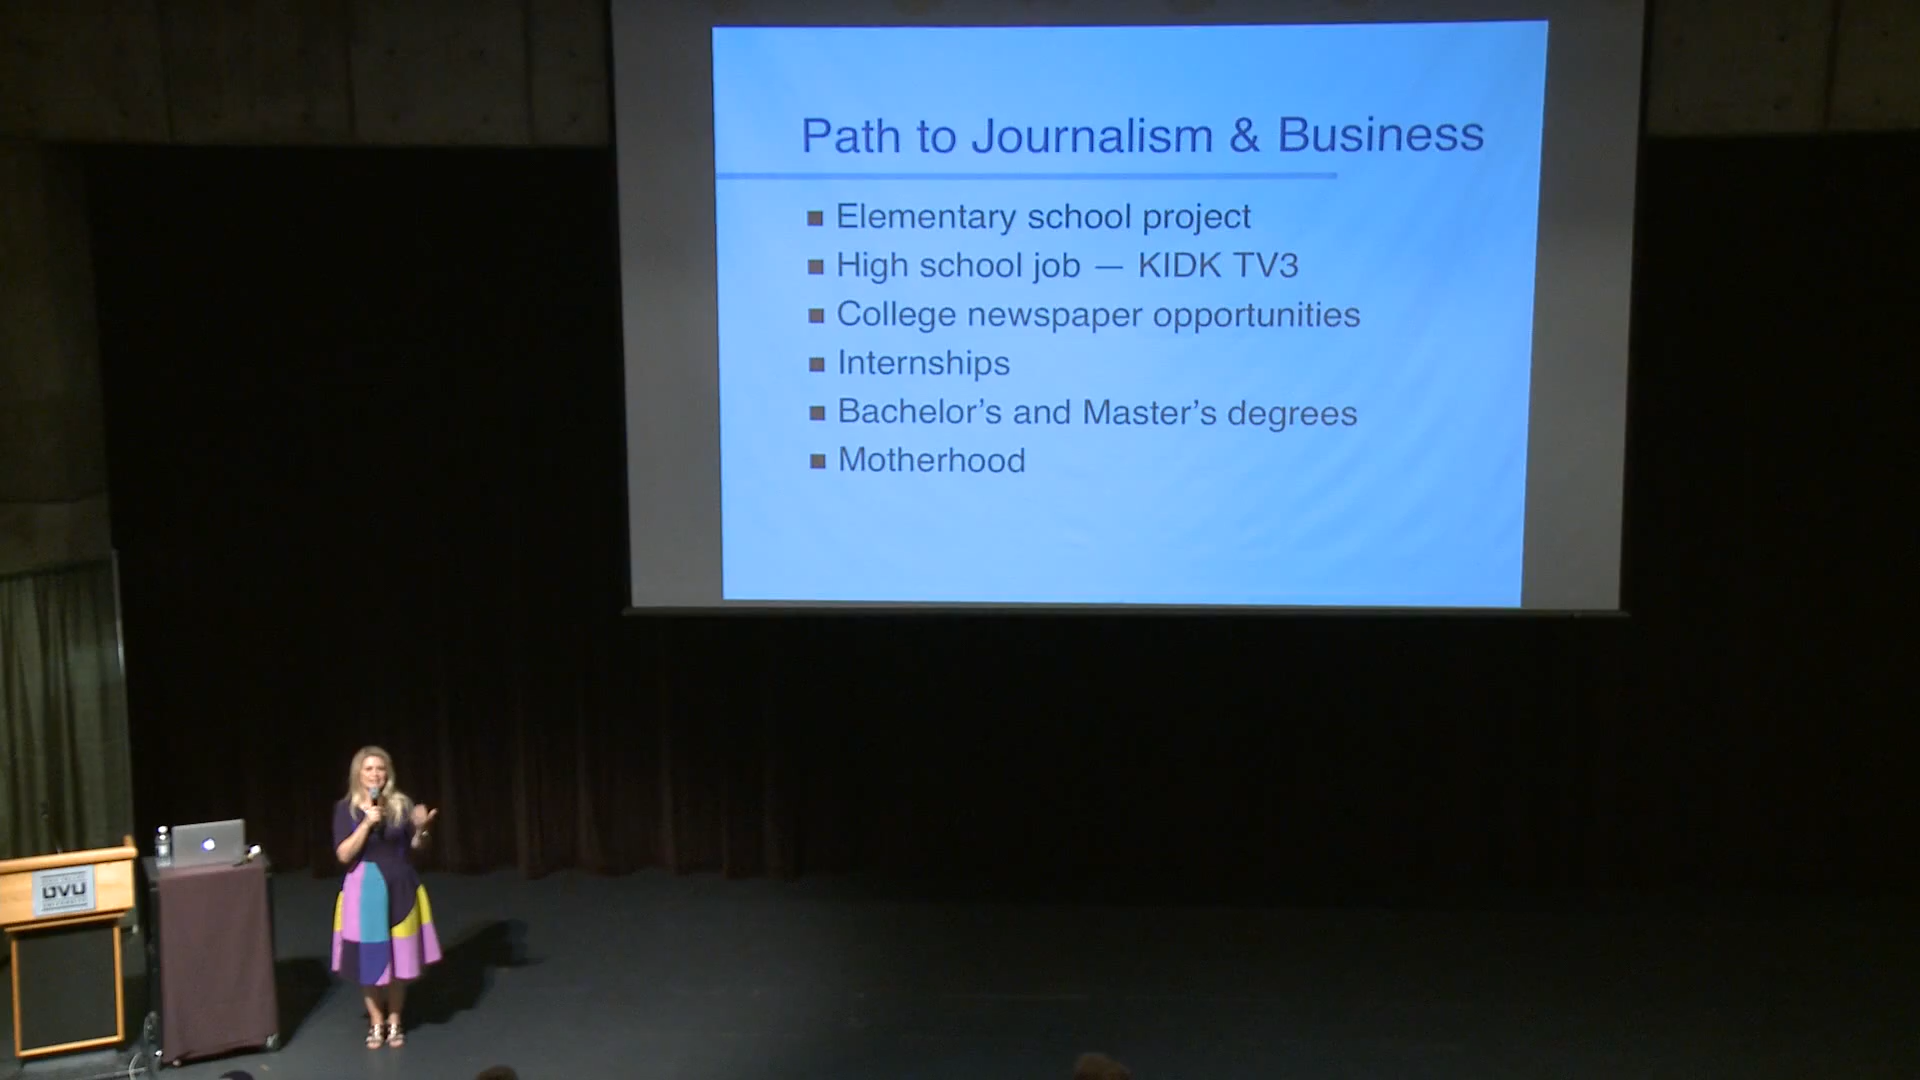 Path to Journalism & Business
Elementary school project
High school job — KIDK TV3
College newspaper opportunities
Internships
Bachelor's and Master's degrees
Motherhood
UVU